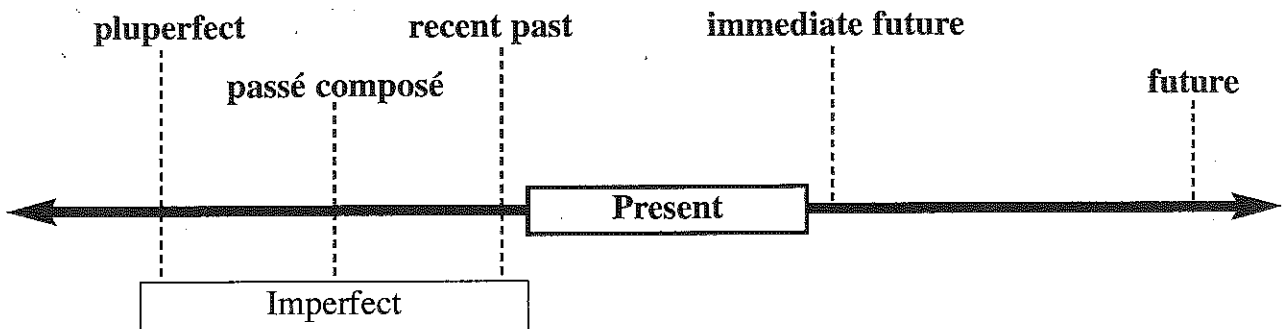 pluperfect
recent past
immediate future
passé composé
future
Present
Imperfect